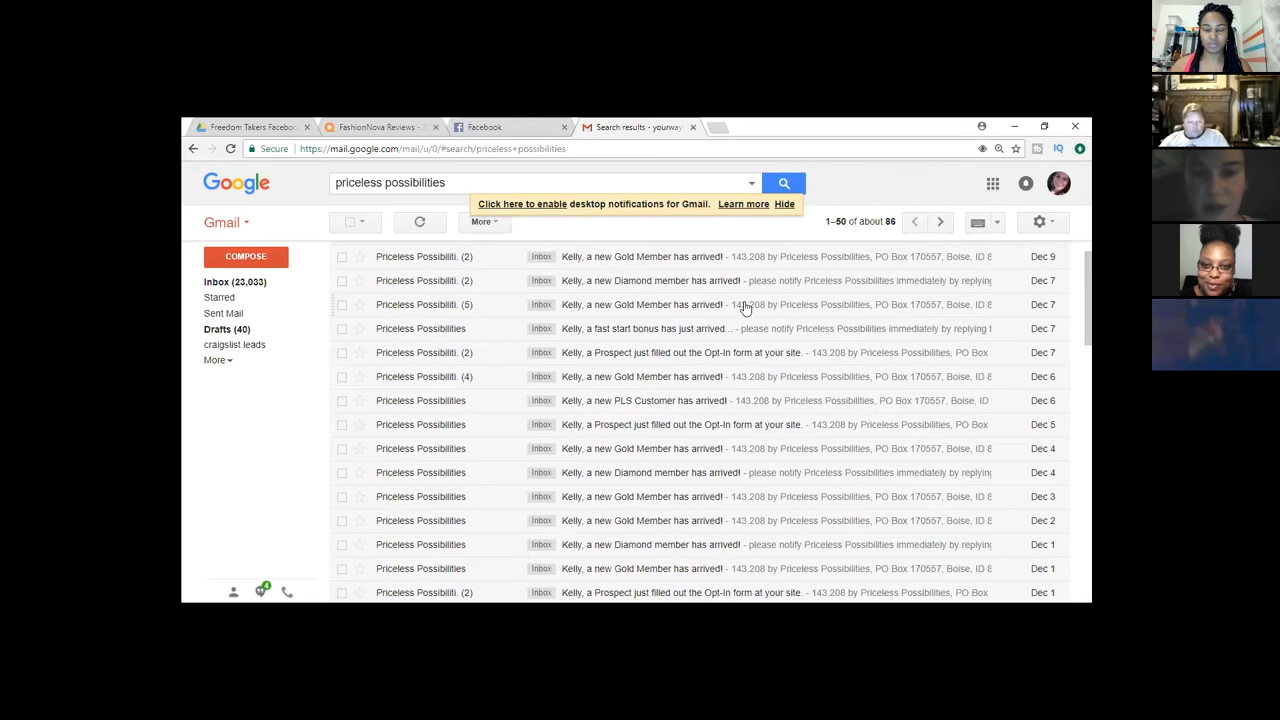 Freedom Takers Faceboo
FashionNova Reviews - 2
Facebook
Search results - yourway
Secure
https://mail.google.com/mail/u/0/#search/priceless+possibilities
Google
priceless possibilities
Click here to enable desktop notifications for Gmail. Learn more Hide
Gmail
More
1–50 of about 86
COMPOSE
Inbox (23,033)
Starred
Sent Mail
Drafts (40)
craigslist leads
More
4
Priceless Possibiliti. (2) Inbox Kelly, a new Gold Member has arrived! - 143.208 by Priceless Possibilities, PO Box 170557, Boise, ID 8 Dec 9
Priceless Possibiliti. (2) Inbox Kelly, a new Diamond member has arrived! - please notify Priceless Possibilities immediately by replying Dec 7
Priceless Possibiliti. (5) Inbox Kelly, a new Gold Member has arrived! - 143.208 by Priceless Possibilities, PO Box 170557, Boise, ID 8 Dec 7
Priceless Possibilities Inbox Kelly, a fast start bonus has just arrived... - please notify Priceless Possibilities immediately by replying t Dec 7
Priceless Possibiliti. (2) Inbox Kelly, a Prospect just filled out the Opt-In form at your site. - 143.208 by Priceless Possibilities, PO Box Dec 7
Priceless Possibiliti. (4) Inbox Kelly, a new Gold Member has arrived! - 143.208 by Priceless Possibilities, PO Box 170557, Boise, ID 8 Dec 6
Priceless Possibilities Inbox Kelly, a new PLS Customer has arrived! - 143.208 by Priceless Possibilities, PO Box 170557, Boise, ID Dec 6
Priceless Possibilities Inbox Kelly, a Prospect just filled out the Opt-In form at your site. - 143.208 by Priceless Possibilities, PO Box Dec 5
Priceless Possibilities Inbox Kelly, a new Gold Member has arrived! - 143.208 by Priceless Possibilities, PO Box 170557, Boise, ID 8 Dec 4
Priceless Possibilities Inbox Kelly, a new Diamond member has arrived! - please notify Priceless Possibilities immediately by replying Dec 4
Priceless Possibilities Inbox Kelly, a new Gold Member has arrived! - 143.208 by Priceless Possibilities, PO Box 170557, Boise, ID 8 Dec 3
Priceless Possibilities Inbox Kelly, a new Gold Member has arrived! - 143.208 by Priceless Possibilities, PO Box 170557, Boise, ID 8 Dec 2
Priceless Possibilities Inbox Kelly, a new Diamond member has arrived! - please notify Priceless Possibilities immediately by replying Dec 1
Priceless Possibilities Inbox Kelly, a new Gold Member has arrived! - 143.208 by Priceless Possibilities, PO Box 170557, Boise, ID 8 Dec 1
Priceless Possibiliti. (2) Inbox Kelly, a Prospect just filled out the Opt-In form at your site. - 143.208 by Priceless Possibilities, PO Box Dec 1